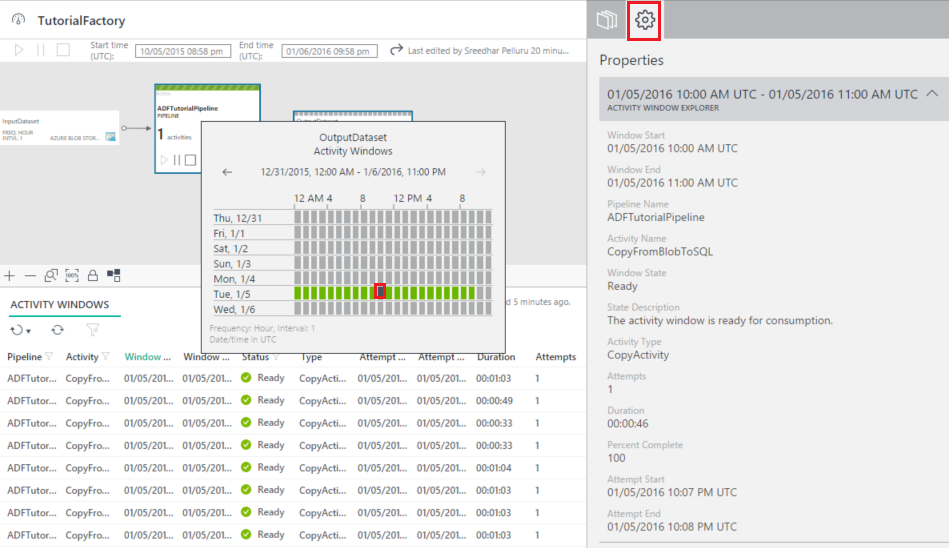 TutorialFactory
Start time (UTC): 10/05/2015 08:58 pm End time (UTC): 01/06/2016 09:58 pm Last edited by Sreedhar Pelluru 20 minu...
InputDataset
FREQ. HOUR
INTVL: 1 AZURE BLOB STOR...
ADFTutorialPipeline
PIPELINE
1 activities
OutputDataset
Activity Windows
12/31/2015, 12:00 AM - 1/6/2016, 11:00 PM
12 AM 4 8 12 PM 4 8
Thu, 12/31
Fri, 1/1
Sat, 1/2
Sun, 1/3
Mon, 1/4
Tue, 1/5
Wed, 1/6
Frequency: Hour, Interval: 1
Date/time in UTC
100%
ACTIVITY WINDOWS
d 5 minutes ago.
Pipeline Activity Window ... Window ... Status Type Attempt ... Attempt ... Duration Attempts
ADFTutor... CopyFro... 01/05/201... 01/05/201... Ready CopyActi... 01/05/201... 01/05/201... 00:01:03 1
ADFTutor... CopyFro... 01/05/201... 01/05/201... Ready CopyActi... 01/05/201... 01/05/201... 00:00:49 1
ADFTutor... CopyFro... 01/05/201... 01/05/201... Ready CopyActi... 01/05/201... 01/05/201... 00:00:33 1
ADFTutor... CopyFro... 01/05/201... 01/05/201... Ready CopyActi... 01/05/201... 01/05/201... 00:00:33 1
ADFTutor... CopyFro... 01/05/201... 01/05/201... Ready CopyActi... 01/05/201... 01/05/201... 00:01:04 1
ADFTutor... CopyFro... 01/05/201... 01/05/201... Ready CopyActi... 01/05/201... 01/05/201... 00:01:03 1
ADFTutor... CopyFro... 01/05/201... 01/05/201... Ready CopyActi... 01/05/201... 01/05/201... 00:01:03 1
ADFTutor... CopyFro... 01/05/201... 01/05/201... Ready CopyActi... 01/05/201... 01/05/201... 00:01:03 1
Properties
01/05/2016 10:00 AM UTC - 01/05/2016 11:00 AM UTC
ACTIVITY WINDOW EXPLORER
Window Start
01/05/2016 10:00 AM UTC
Window End
01/05/2016 11:00 AM UTC
Pipeline Name
ADFTutorialPipeline
Activity Name
CopyFromBlobToSQL
Window State
Ready
State Description
The activity window is ready for consumption.
Activity Type
CopyActivity
Attempts
1
Duration
00:00:46
Percent Complete
100
Attempt Start
01/05/2016 10:07 PM UTC
Attempt End
01/05/2016 10:08 PM UTC